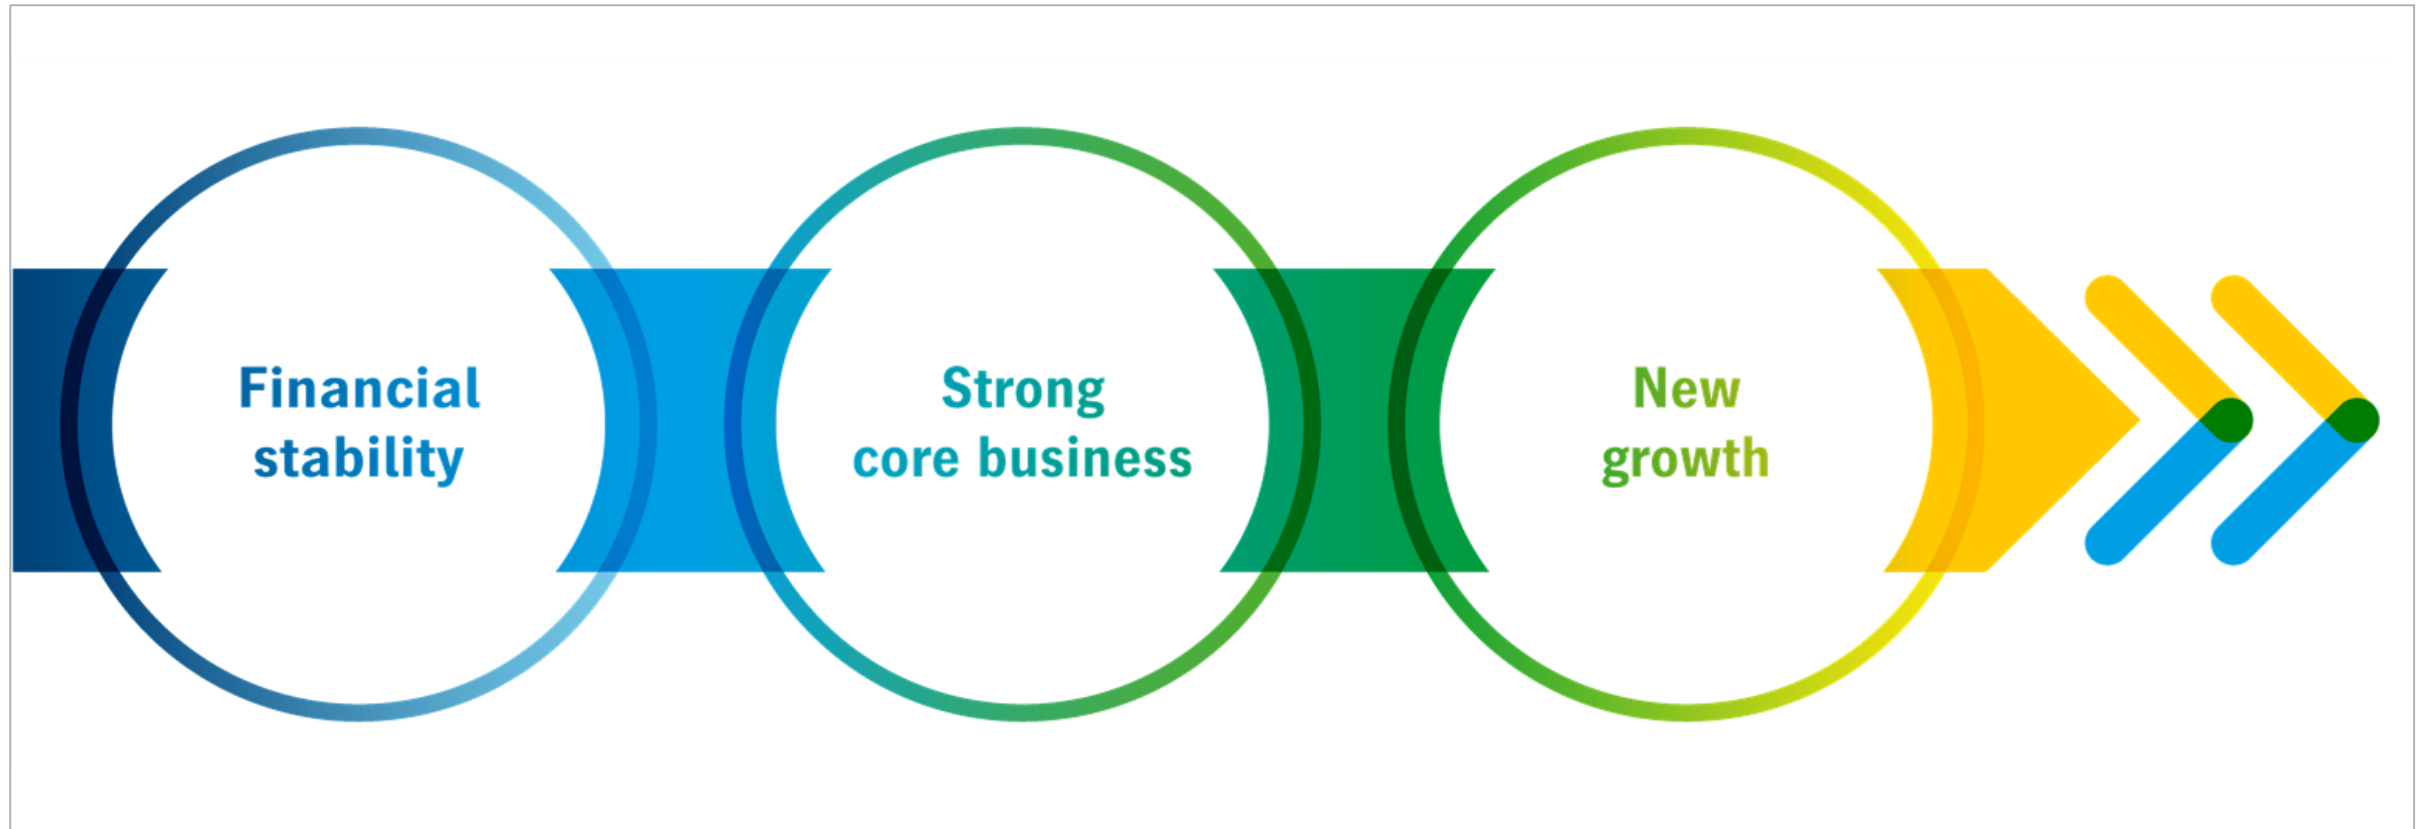 Financial
stability
Strong
core business
New
growth